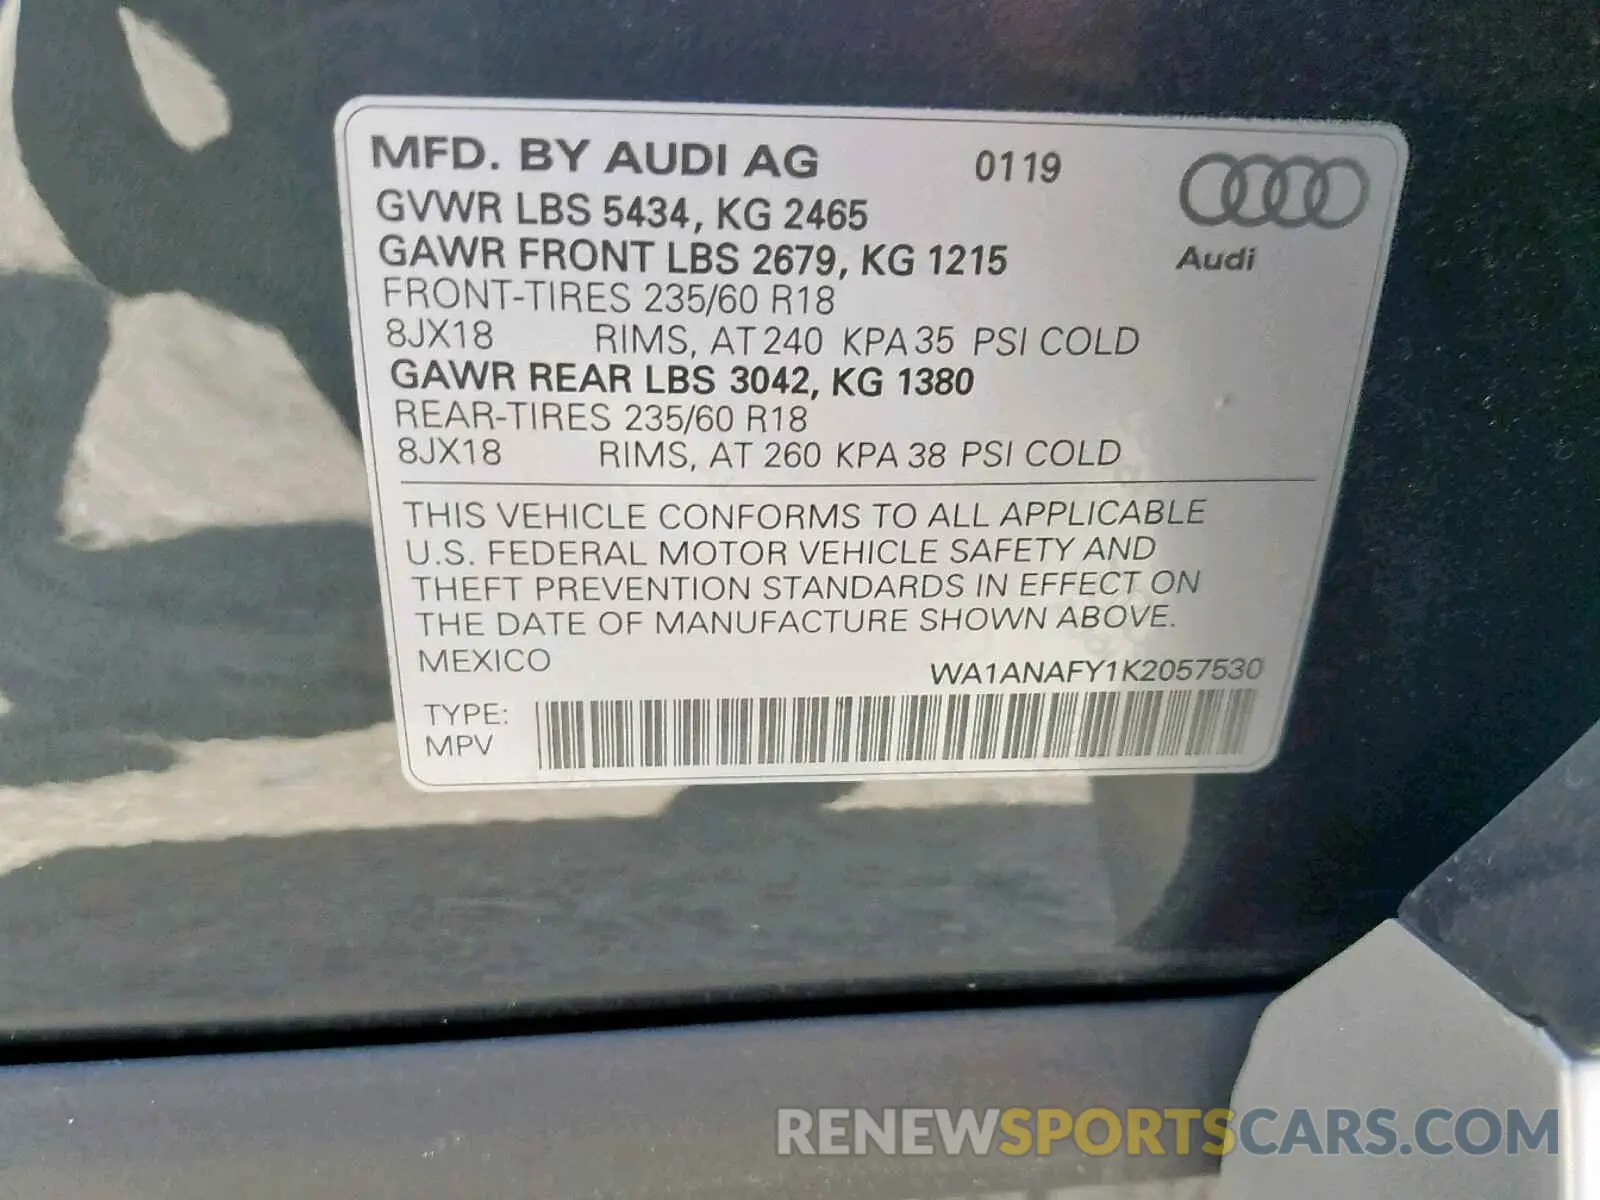 MFD. BY AUDI AG 0119
GVWR LBS 5434, KG 2465
GAWR FRONT LBS 2679, KG 1215
Audi
FRONT-TIRES 235/60 R18
8JX18 RIMS, AT 240 KPA 35 PSI COLD
GAWR REAR LBS 3042, KG 1380
REAR-TIRES 235/60 R18
8JX18 RIMS, AT 260 KPA 38 PSI COLD
THIS VEHICLE CONFORMS TO ALL APPLICABLE
U.S. FEDERAL MOTOR VEHICLE SAFETY AND
THEFT PREVENTION STANDARDS IN EFFECT ON
THE DATE OF MANUFACTURE SHOWN ABOVE.
MEXICO WA1ANAFY1K2057530
TYPE:
MPV
RENEWSPORTSCARS.COM